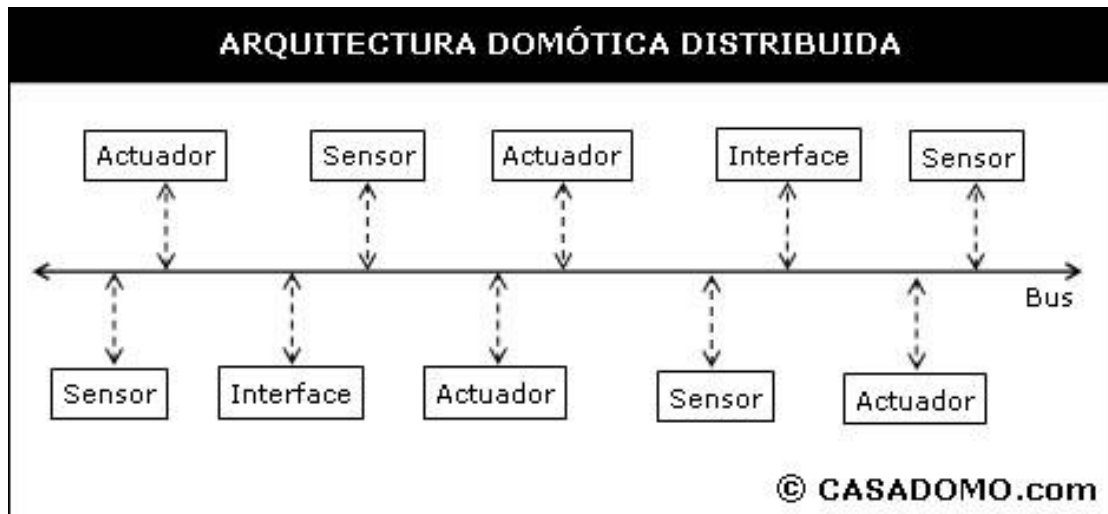 ARQUITECTURA DOMÓTICA DISTRIBUIDA
Actuador
Sensor
Actuador
Interface
Sensor
Bus
Sensor
Interface
Actuador
Sensor
Actuador
© CASADOMO.com